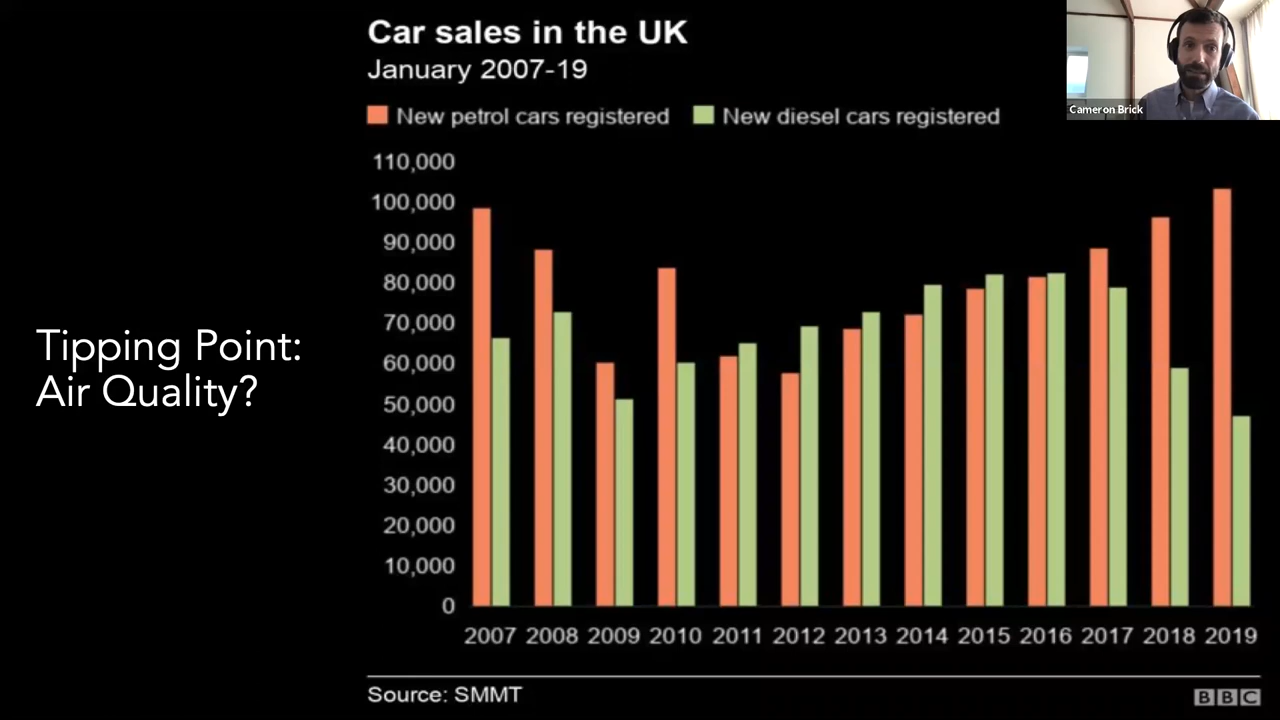 Car sales in the UK
January 2007-19
New petrol cars registered New diesel cars registered
Cameron Brick
110,000
100,000
90,000
80,000
70,000
60,000
50,000
40,000
30,000
20,000
10,000
0
Tipping Point:
Air Quality?
2007 2008 2009 2010 2011 2012 2013 2014 2015 2016 2017 2018 2019
Source: SMMT
BBC